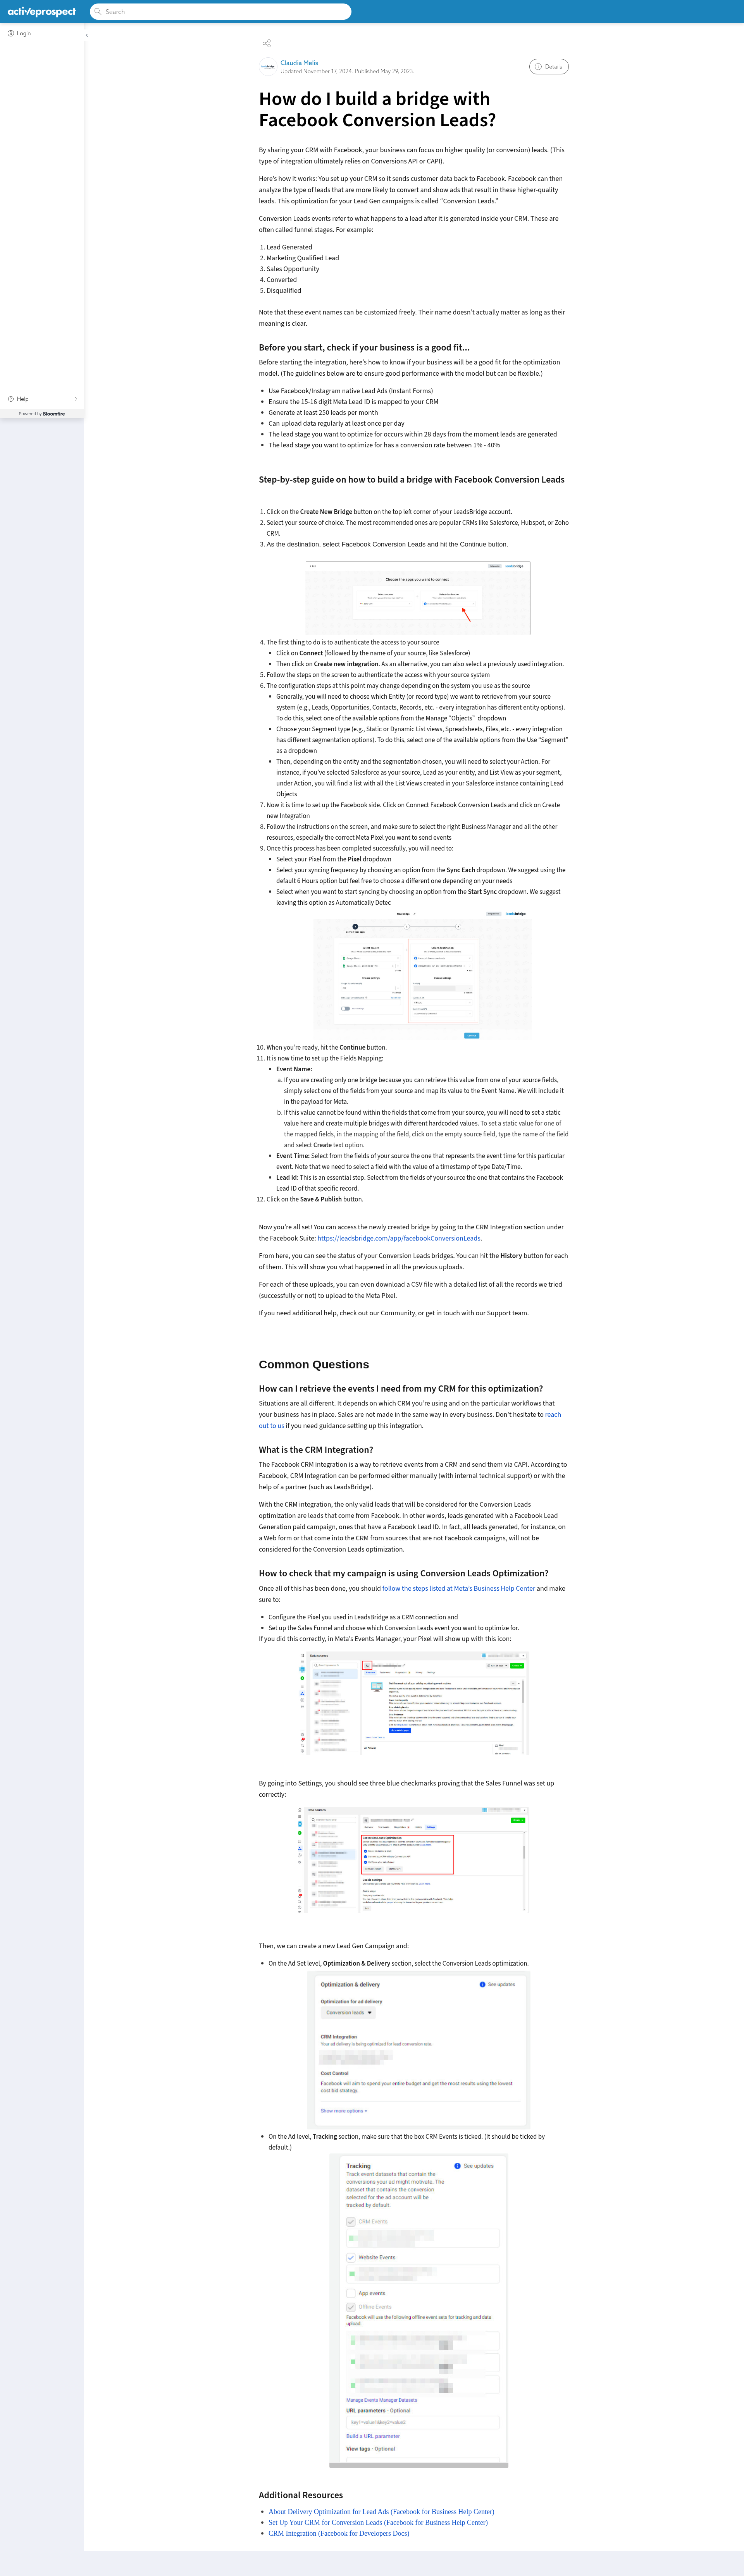 activeprospect
Search
Login
Help
Powered by Bloomfire
Claudia Melis
Updated November 17, 2024. Published May 29, 2023.
Details
How do I build a bridge with
Facebook Conversion Leads?
By sharing your CRM with Facebook, your business can focus on higher quality (or conversion) leads. (This
type of integration ultimately relies on Conversions API or CAPI).
Here's how it works: You set up your CRM so it sends customer data back to Facebook. Facebook can then
analyze the type of leads that are more likely to convert and show ads that result in these higher-quality
leads. This optimization for your Lead Gen campaigns is called “Conversion Leads.”
Conversion Leads events refer to what happens to a lead after it is generated inside your CRM. These are
often called funnel stages. For example:
1. Lead Generated
2. Marketing Qualified Lead
3. Sales Opportunity
4. Converted
5. Disqualified
Note that these event names can be customized freely. Their name doesn't actually matter as long as their
meaning is clear.
Before you start, check if your business is a good fit...
Before starting the integration, here's how to know if your business will be a good fit for the optimization
model. (The guidelines below are to ensure good performance with the model but can be flexible.)
• Use Facebook/Instagram native Lead Ads (Instant Forms)
• Ensure the 15-16 digit Meta Lead ID is mapped to your CRM
• Generate at least 250 leads per month
• Can upload data regularly at least once per day
• The lead stage you want to optimize for occurs within 28 days from the moment leads are generated
• The lead stage you want to optimize for has a conversion rate between 1% - 40%
Step-by-step guide on how to build a bridge with Facebook Conversion Leads
1. Click on the Create New Bridge button on the top left corner of your LeadsBridge account.
2. Select your source of choice. The most recommended ones are popular CRMs like Salesforce, Hubspot, or Zoho
CRM.
3. As the destination, select Facebook Conversion Leads and hit the Continue button.
Choose the apps you want to connect
4. The first thing to do is to authenticate the access to your source
• Click on Connect (followed by the name of your source, like Salesforce)
• Then click on Create new integration. As an alternative, you can also select a previously used integration.
5. Follow the steps on the screen to authenticate the access with your source system
6. The configuration steps at this point may change depending on the system you use as the source
• Generally, you will need to choose which Entity (or record type) we want to retrieve from your source
system (e.g., Leads, Opportunities, Contacts, Records, etc. - every integration has different entity options).
To do this, select one of the available options from the Manage “Objects” dropdown
• Choose your Segment type (e.g., Static or Dynamic List views, Spreadsheets, Files, etc. - every integration
has different segmentation options). To do this, select one of the available options from the Use “Segment”
as a dropdown
• Then, depending on the entity and the segmentation chosen, you will need to select your Action. For
instance, if you've selected Salesforce as your source, Lead as your entity, and List View as your segment,
under Action, you will find a list with all the List Views created in your Salesforce instance containing Lead
Objects
7. Now it is time to set up the Facebook side. Click on Connect Facebook Conversion Leads and click on Create
new Integration
8. Follow the instructions on the screen, and make sure to select the right Business Manager and all the other
resources, especially the correct Meta Pixel you want to send events
9. Once this process has been completed successfully, you will need to:
• Select your Pixel from the Pixel dropdown
• Select your syncing frequency by choosing an option from the Sync Each dropdown. We suggest using the
default 6 Hours option but feel free to choose a different one depending on your needs
• Select when you want to start syncing by choosing an option from the Start Sync dropdown. We suggest
leaving this option as Automatically Detec
10. When you're ready, hit the Continue button.
11. It is now time to set up the Fields Mapping:
• Event Name:
a. If you are creating only one bridge because you can retrieve this value from one of your source fields,
simply select one of the fields from your source and map its value to the Event Name. We will include it
in the payload for Meta.
b. If this value cannot be found within the fields that come from your source, you will need to set a static
value here and create multiple bridges with different hardcoded values. To set a static value for one of
the mapped fields, in the mapping of the field, click on the empty source field, type the name of the field
and select Create text option.
• Event Time: Select from the fields of your source the one that represents the event time for this particular
event. Note that we need to select a field with the value of a timestamp of type Date/Time.
• Lead Id: This is an essential step. Select from the fields of your source the one that contains the Facebook
Lead ID of that specific record.
12. Click on the Save & Publish button.
Now you're all set! You can access the newly created bridge by going to the CRM Integration section under
the Facebook Suite: https://leadsbridge.com/app/facebookConversionLeads.
From here, you can see the status of your Conversion Leads bridges. You can hit the History button for each
of them. This will show you what happened in all the previous uploads.
For each of these uploads, you can even download a CSV file with a detailed list of all the records we tried
(successfully or not) to upload to the Meta Pixel.
If you need additional help, check out our Community, or get in touch with our Support team.
Common Questions
How can I retrieve the events I need from my CRM for this optimization?
Situations are all different. It depends on which CRM you're using and on the particular workflows that
your business has in place. Sales are not made in the same way in every business. Don't hesitate to reach
out to us if you need guidance setting up this integration.
What is the CRM Integration?
The Facebook CRM integration is a way to retrieve events from a CRM and send them via CAPI. According to
Facebook, CRM Integration can be performed either manually (with internal technical support) or with the
help of a partner (such as LeadsBridge).
With the CRM integration, the only valid leads that will be considered for the Conversion Leads
optimization are leads that come from Facebook. In other words, leads generated with a Facebook Lead
Generation paid campaign, ones that have a Facebook Lead ID. In fact, all leads generated, for instance, on
a Web form or that come into the CRM from sources that are not Facebook campaigns, will not be
considered for the Conversion Leads optimization.
How to check that my campaign is using Conversion Leads Optimization?
Once all of this has been done, you should follow the steps listed at Meta's Business Help Center and make
sure to:
• Configure the Pixel you used in LeadsBridge as a CRM connection and
• Set up the Sales Funnel and choose which Conversion Leads event you want to optimize for.
If you did this correctly, in Meta's Events Manager, your Pixel will show up with this icon:
Data sources
By going into Settings, you should see three blue checkmarks proving that the Sales Funnel was set up
correctly:
Data sources
Then, we can create a new Lead Gen Campaign and:
• On the Ad Set level, Optimization & Delivery section, select the Conversion Leads optimization.
Optimization & delivery
See updates
Optimization for ad delivery
Conversion leads
CRM Integration
Your ad delivery is being optimized for lead conversion rate
Cost Control
Facebook will aim to spend your entire budget and get the most results using the lowest
cost bid strategy.
Show more options
• On the Ad level, Tracking section, make sure that the box CRM Events is ticked. (It should be ticked by
default.)
Tracking
See updates
Track event datasets that contain the
conversions your ad might motivate. The
dataset that contains the conversion
selected for the ad account will be
tracked by default.
CRM Events
Website Events
App events
Offline Events
Facebook will use the following offline event sets for tracking and data
upload:
Manage Events Manager Datasets
URL parameters · Optional
key1=value1&key2=value2
Build a URL parameter
View tags · Optional
Additional Resources
• About Delivery Optimization for Lead Ads (Facebook for Business Help Center)
• Set Up Your CRM for Conversion Leads (Facebook for Business Help Center)
• CRM Integration (Facebook for Developers Docs)